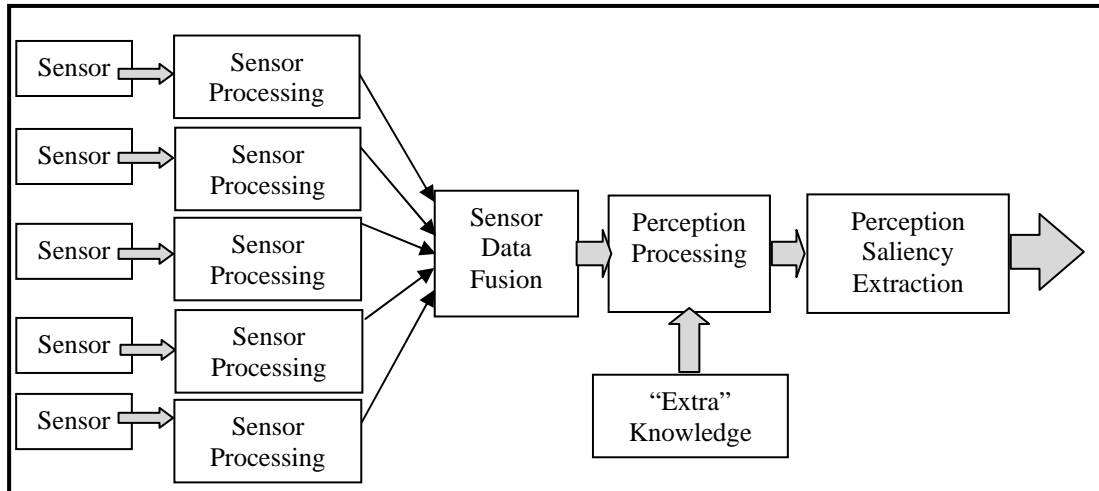 Sensor
Sensor
Processing
Sensor
Sensor
Processing
Sensor
Sensor
Processing
Sensor
Sensor
Processing
Sensor
Sensor
Processing
Sensor
Data
Fusion
Perception
Processing
Perception
Saliency
Extraction
“Extra”
Knowledge